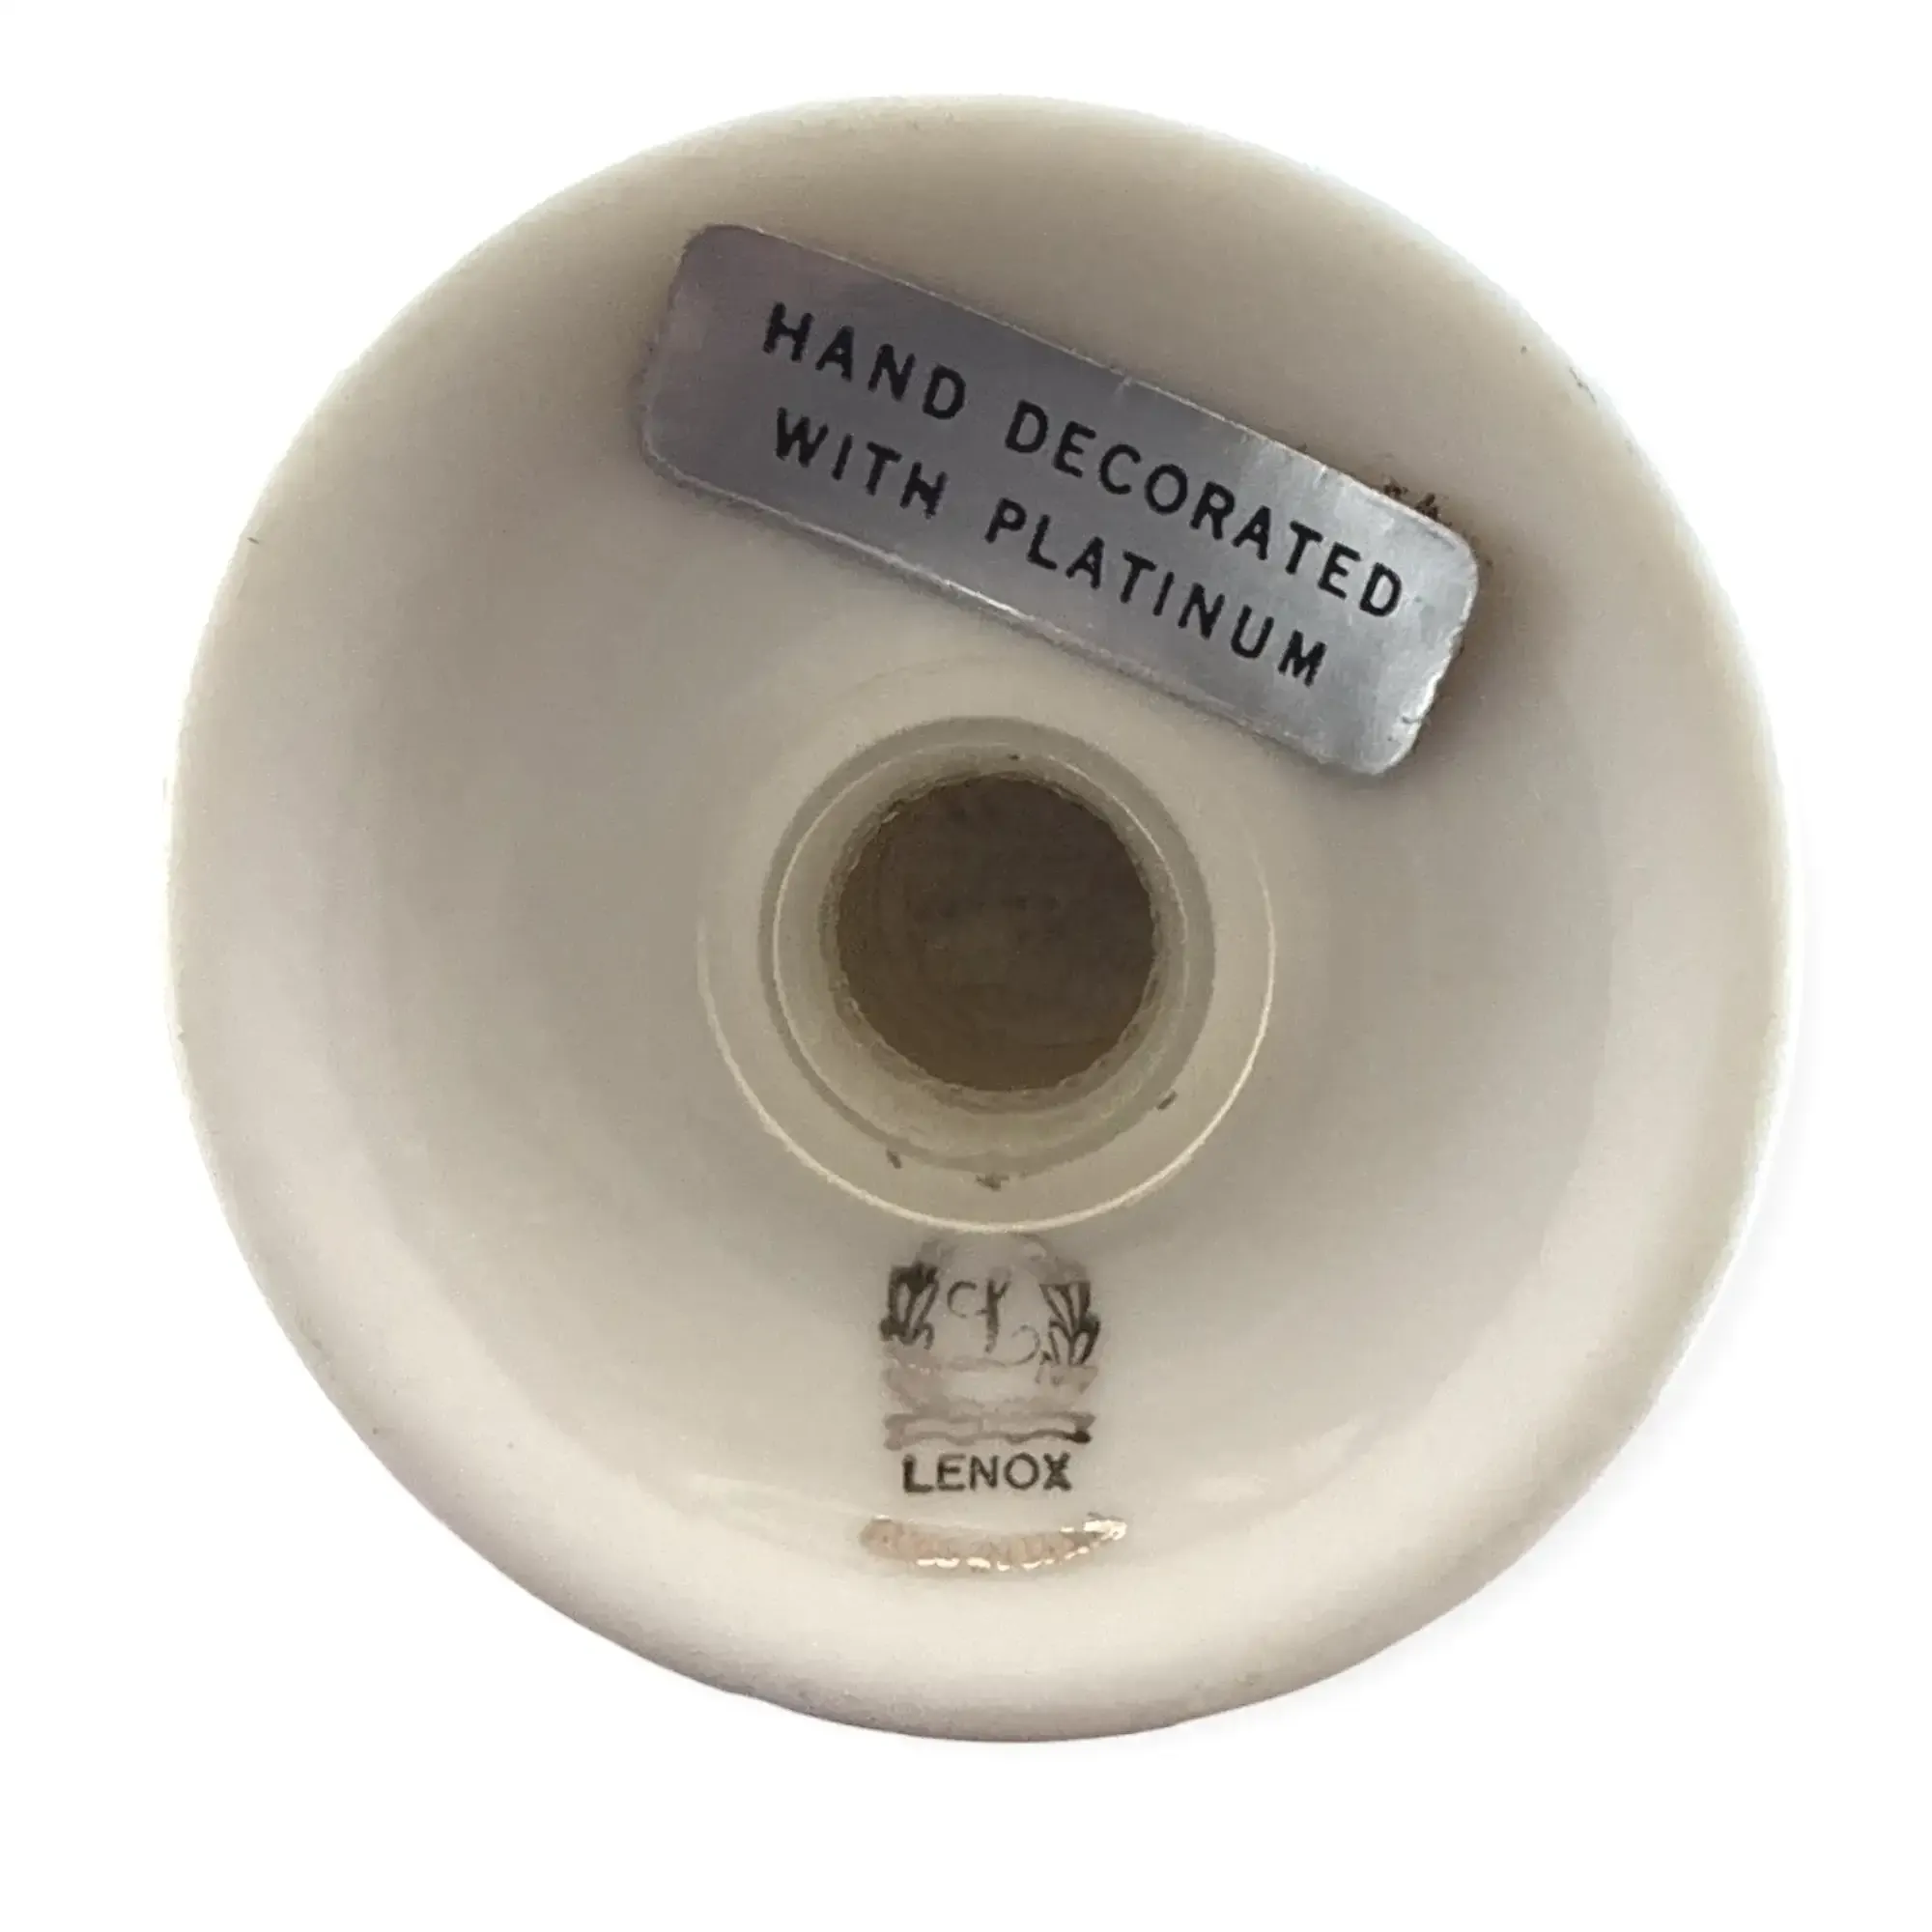 HAND DECORATED
WITH PLATINUM
L
LENOX